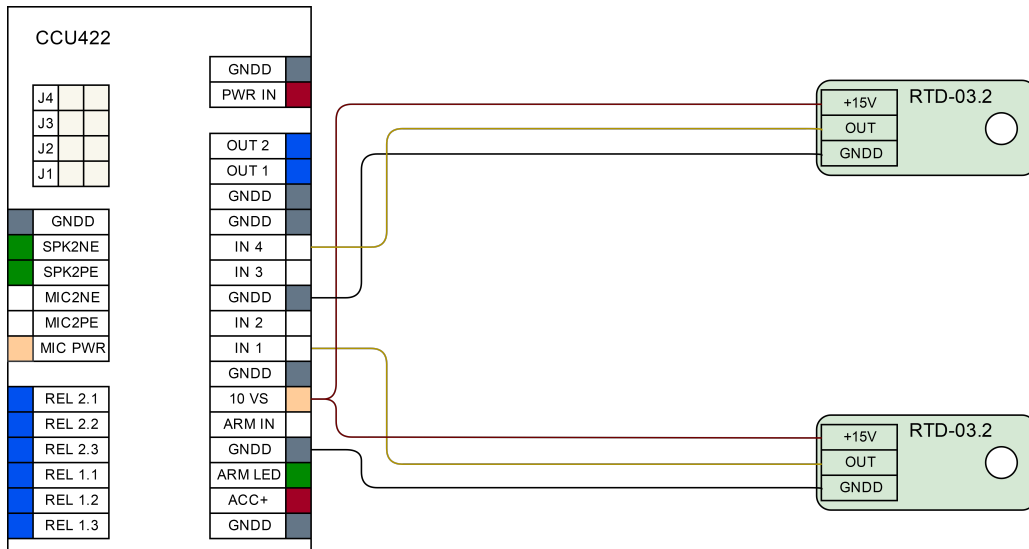 CCU422
J4
J3
J2
J1
GNDD
SPK2NE
SPK2PE
MIC2NE
MIC2PE
MIC PWR
REL 2.1
REL 2.2
REL 2.3
REL 1.1
REL 1.2
REL 1.3
GNDD
PWR IN
OUT 2
OUT 1
GNDD
GNDD
IN 4
IN 3
GNDD
IN 2
IN 1
GNDD
10 VS
ARM IN
GNDD
ARM LED
ACC+
GNDD
RTD-03.2
+15V
OUT
GNDD
RTD-03.2
+15V
OUT
GNDD